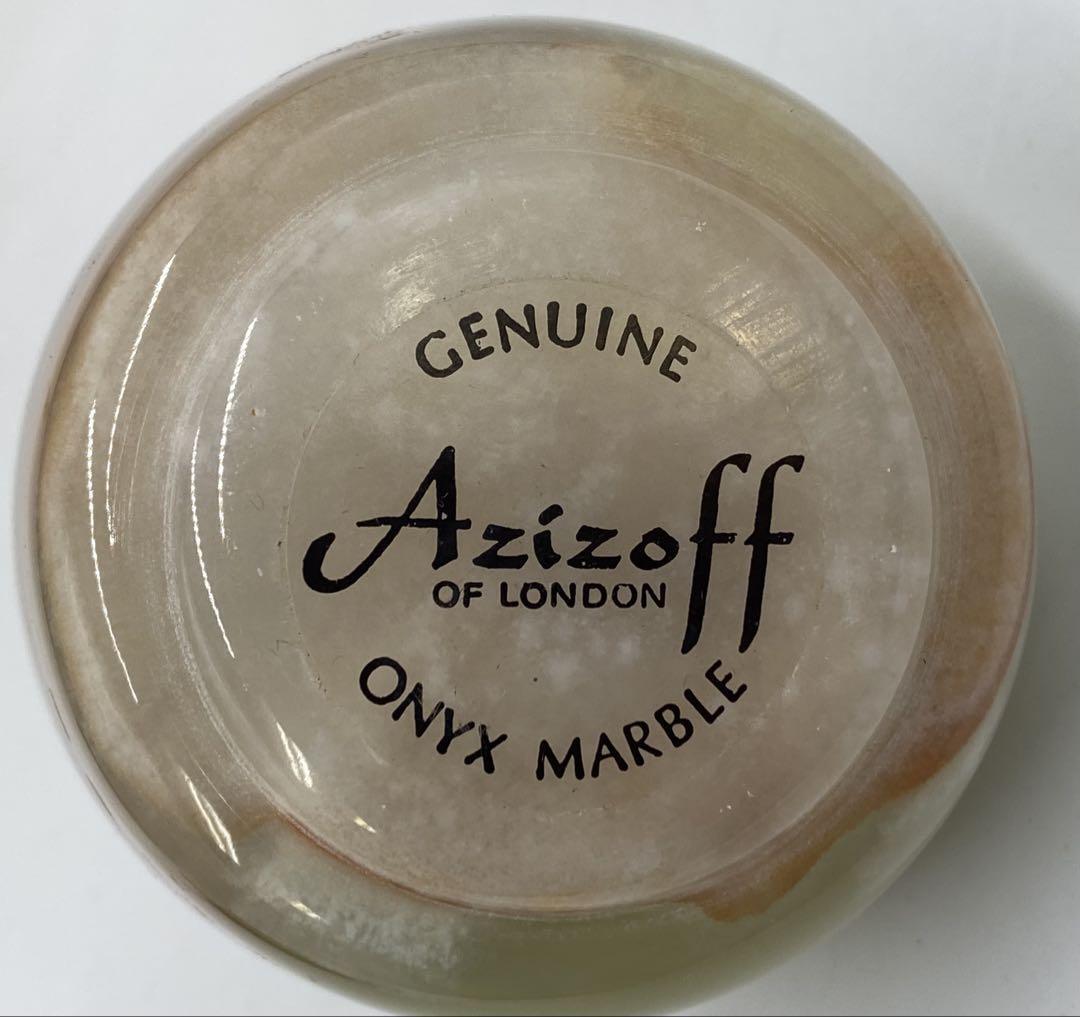 GENUINE
Azizoff
OF LONDON
ONYX MARBLE